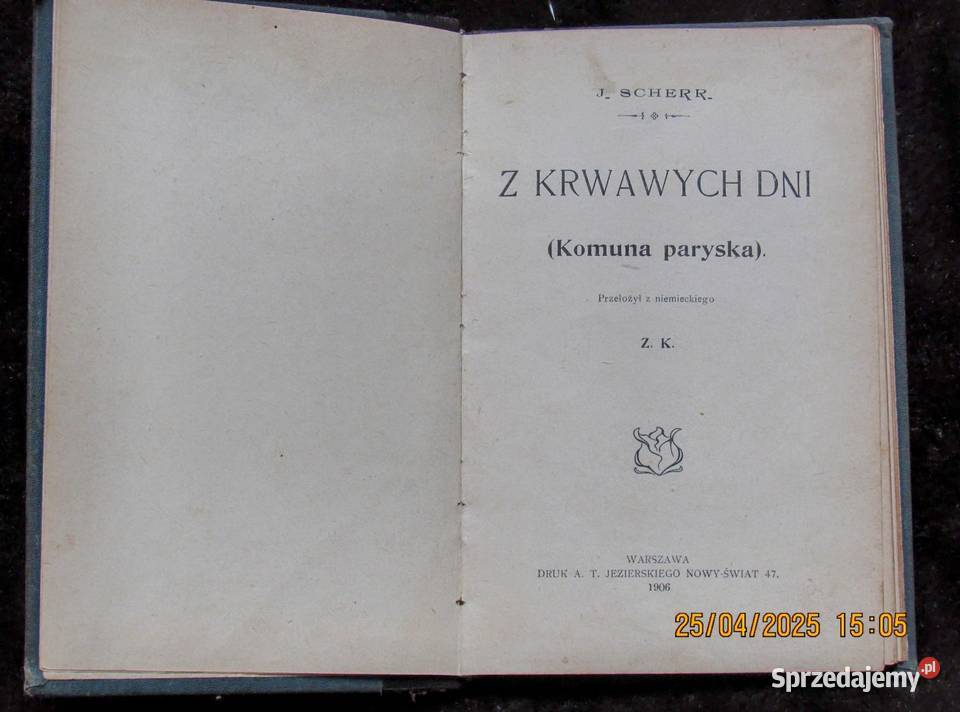 J. SCHERR.
Z KRWAWYCH DNI
(Komuna paryska).
Przełożył z niemieckiego
Z. K.
WARSZAWA
DRUK A. T. JEZIERSKIEGO NOWY-ŚWIAT 47.
1906
25/04/2025 15:05
Sprzedajemy.pl